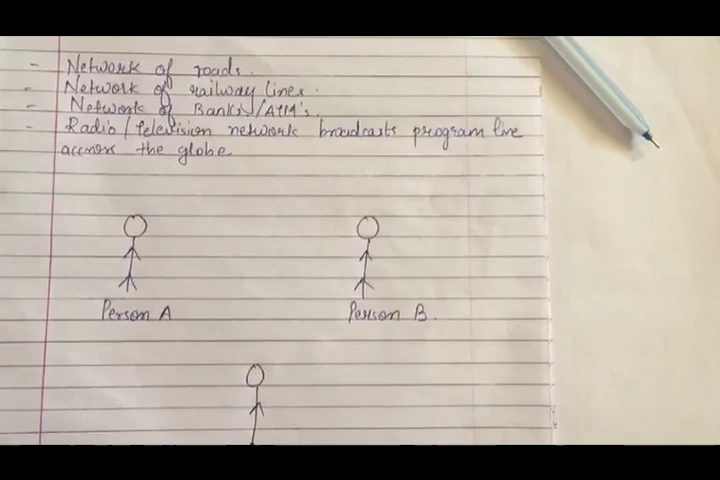 - Network of roads.
- Network of railway lines.
- Network of Banks/ATM's.
- Radio/Television network broadcasts program live
accross the globe
Person A
Person B.